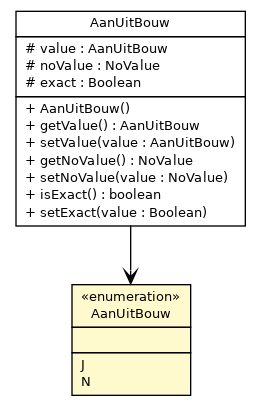 AanUitBouw
# value : AanUitBouw
# noValue : NoValue
# exact : Boolean
+ AanUitBouw()
+ getValue() : AanUitBouw
+ setValue(value : AanUitBouw)
+ getNoValue() : NoValue
+ setNoValue(value : NoValue)
+ isExact() : boolean
+ setExact(value : Boolean)
«enumeration»
AanUitBouw
J
N